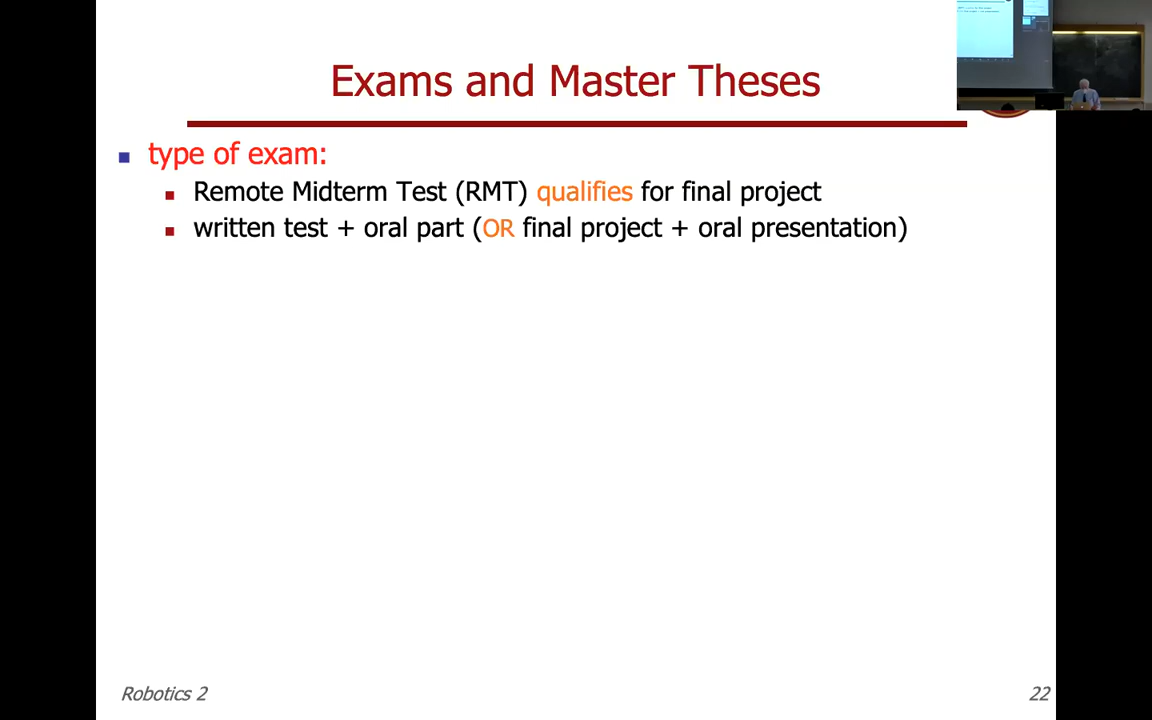 Exams and Master Theses
type of exam:
Remote Midterm Test (RMT) qualifies for final project
written test + oral part (OR final project + oral presentation)
Robotics 2
22